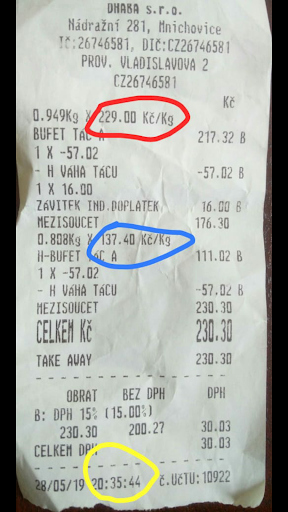 DHABA s.r.o.
Nádražní 281, Mnichovice
IČ:26746581, DIČ:CZ26746581
PROV. VLADISLAVOVA 2
CZ26746581
Kč
0.949Kg X 229.00 Kč/Kg
BUFET TAC A 217.32 B
1 X -57.02
- H VAHA TACU -57.02 B
1 X 16.00
ZÁVITEK IND.DOPLATEK 16.00 B
MEZISOUCET 176.30
0.808Kg X 137.40 Kč/Kg
H-BUFET TAC A 111.02 B
1 X -57.02
- H VAHA TACU -57.02 B
MEZISOUCET 230.30
CELKEM Kč 230.30
TAKE AWAY 230.30
OBRAT BEZ DPH DPH
B: DPH 15% (15.00%)
230.30 200.27 30.03
CELKEM DAŇ 30.03
28/05/19 20:35:44 č.UčTU:10922